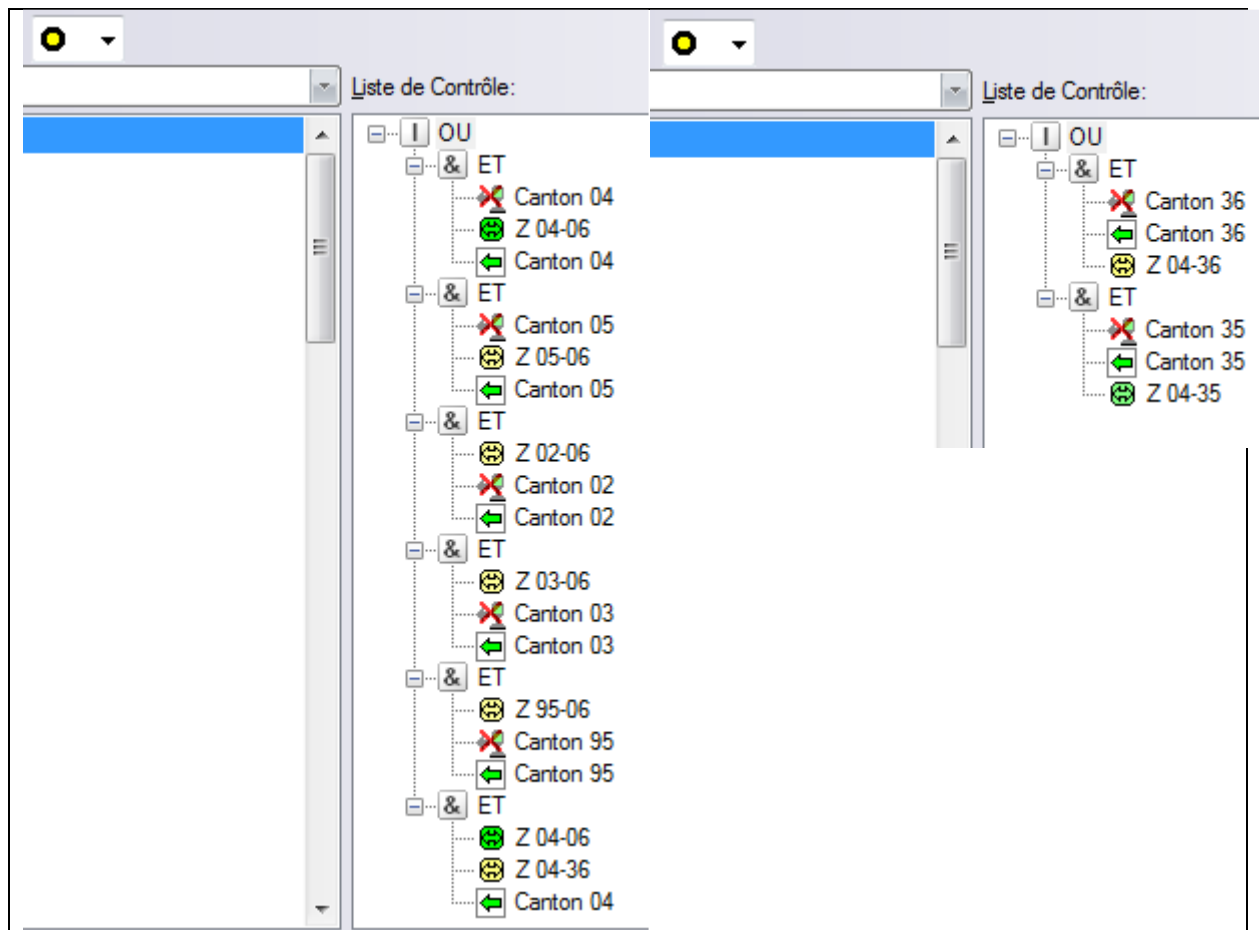 Liste de Contrôle:
I OU
& ET
Canton 04
Z 04-06
Canton 04
& ET
Canton 05
Z 05-06
Canton 05
& ET
Z 02-06
Canton 02
Canton 02
& ET
Z 03-06
Canton 03
Canton 03
& ET
Z 95-06
Canton 95
Canton 95
& ET
Z 04-06
Z 04-36
Canton 04
Liste de Contrôle:
I OU
& ET
Canton 36
Canton 36
Z 04-36
& ET
Canton 35
Canton 35
Z 04-35